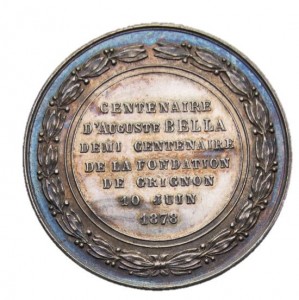 CENTENAIRE
D'AUGUSTE BELLA
DEMI CENTENAIRE
DE LA FONDATION
DE GRIGNON
10 JUIN
1878